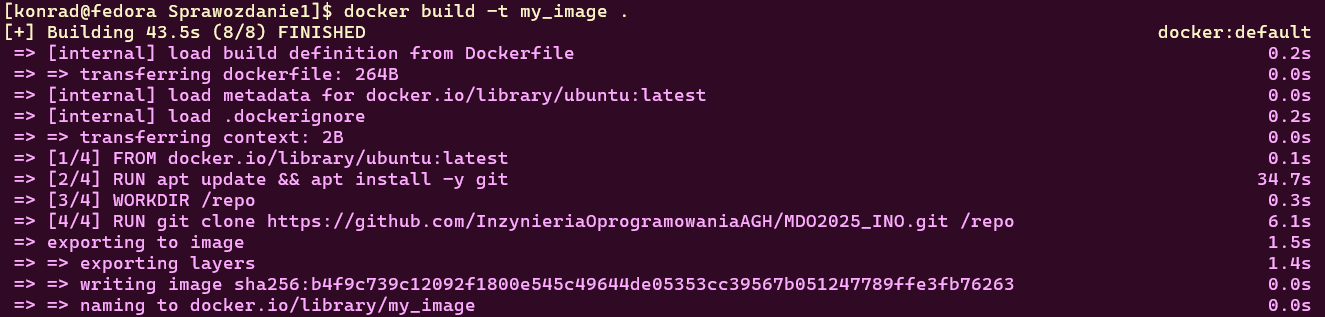 [konrad@fedora Sprawozdanie1]$ docker build -t my_image .
[+] Building 43.5s (8/8) FINISHED docker:default
=> [internal] load build definition from Dockerfile 0.2s
=> => transferring dockerfile: 264B 0.0s
=> [internal] load metadata for docker.io/library/ubuntu:latest 0.0s
=> [internal] load .dockerignore 0.2s
=> => transferring context: 2B 0.0s
=> [1/4] FROM docker.io/library/ubuntu:latest 0.1s
=> [2/4] RUN apt update && apt install -y git 34.7s
=> [3/4] WORKDIR /repo 0.3s
=> [4/4] RUN git clone https://github.com/InzynieriaOprogramowaniaAGH/MDO2025_INO.git /repo 6.1s
=> exporting to image 1.5s
=> => exporting layers 1.4s
=> => writing image sha256:b4f9c739c12092f1800e545c49644de05353cc39567b051247789ffe3fb76263 0.0s
=> => naming to docker.io/library/my_image 0.0s